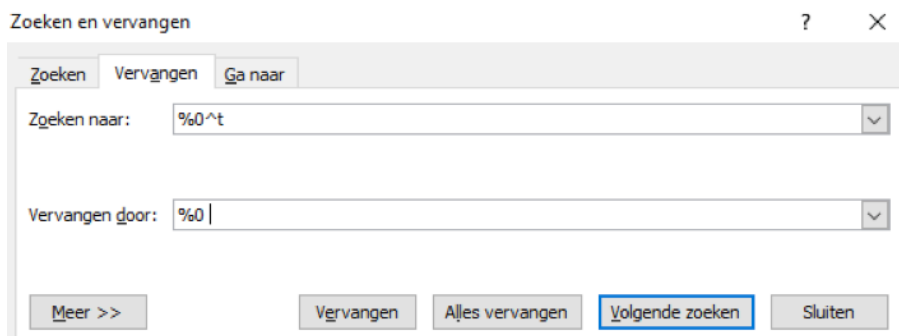 Zoeken en vervangen ? ×
Zoeken Vervangen Ga naar
Zoeken naar: %0^t
Vervangen door: %0
Meer >> Vervangen Alles vervangen Volgende zoeken Sluiten